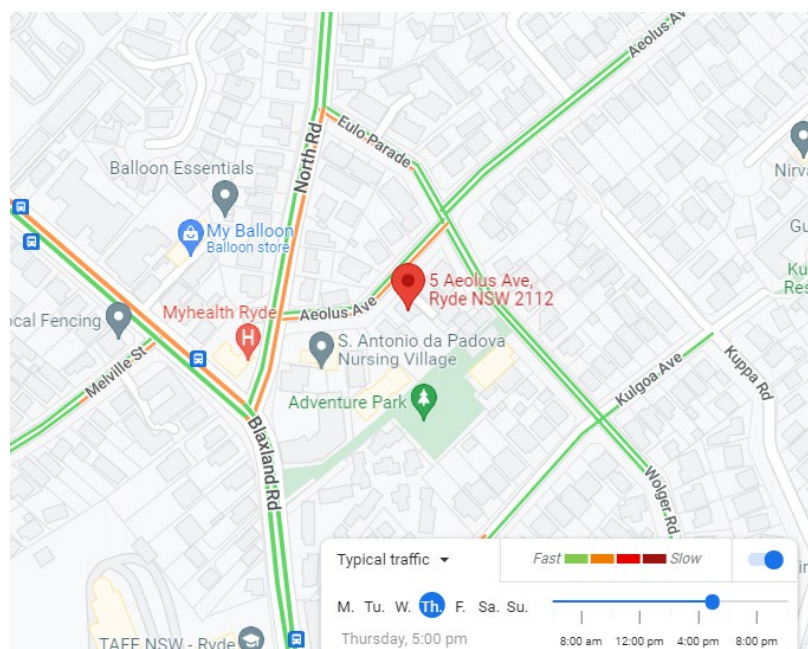 Aeolus Av
North Rd
Eulo Parade
Balloon Essentials
Nirva
My Balloon
Balloon store
Gu
5 Aeolus Ave,
Ryde NSW 2112
Ku
Res
Myhealth Ryde
Aeolus Ave
ocal Fencing
H
S. Antonio da Padova
Nursing Village
Melville St
Adventure Park
Kulgoa Ave
Kuppa Rd
Blaxland Rd
Wolger Rd
Typical traffic
Fast
Slow
M. Tu. W. Th. F. Sa. Su.
Thursday, 5:00 pm
8:00 am 12:00 pm 4:00 pm 8:00 pm
TAFE NSW - Ryde